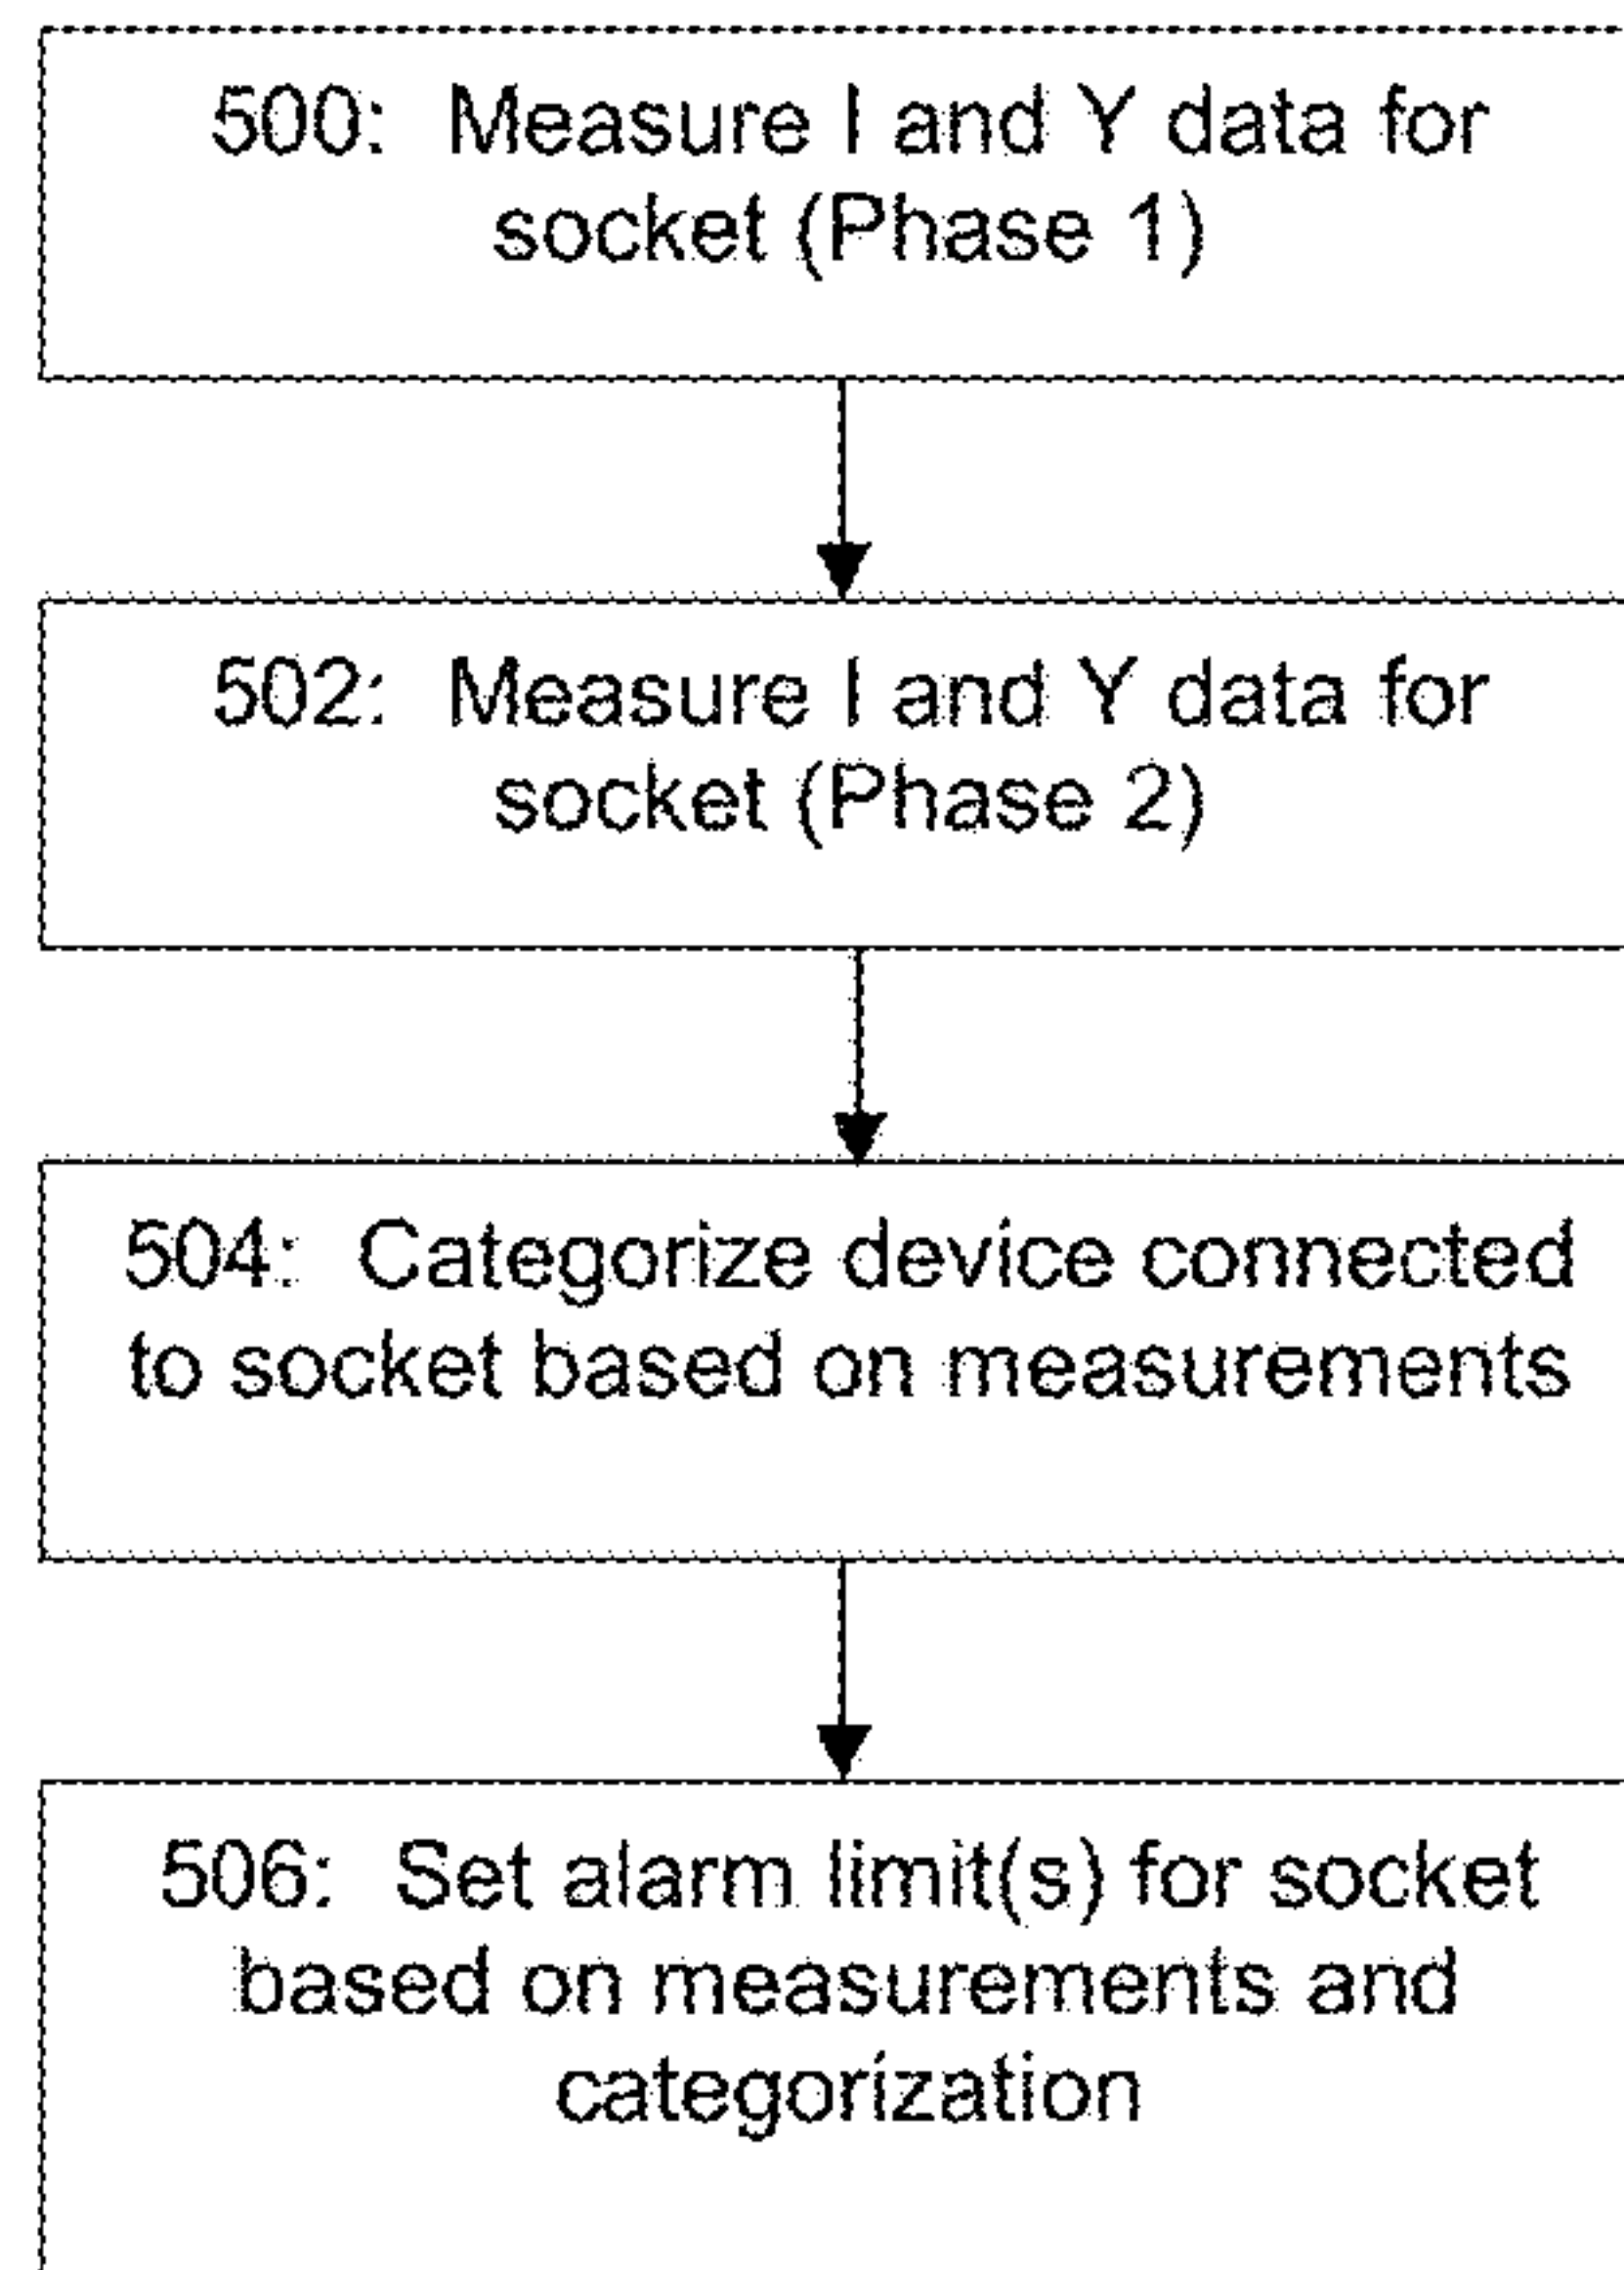 500: Measure I and Y data for
socket (Phase 1)
502: Measure I and Y data for
socket (Phase 2)
504: Categorize device connected
to socket based on measurements
506: Set alarm limit(s) for socket
based on measurements and
categorization